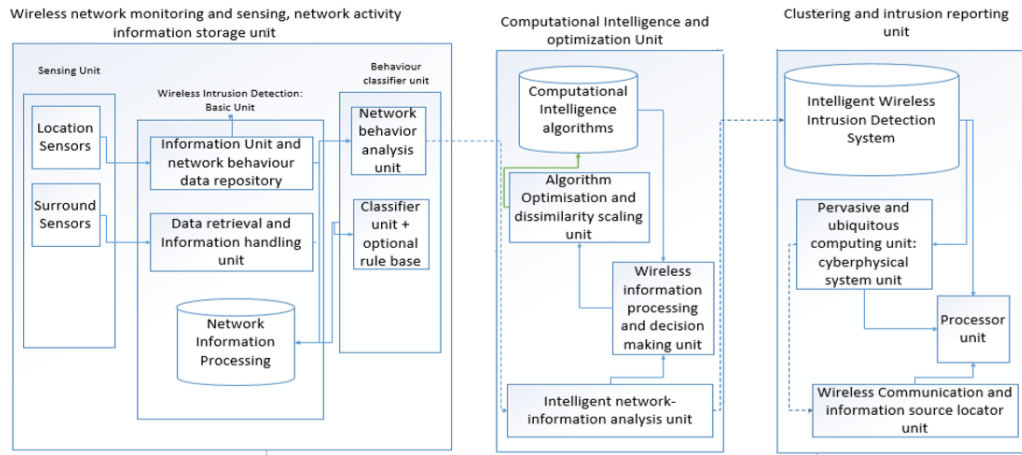 Wireless network monitoring and sensing, network activity
information storage unit
Sensing Unit
Location
Sensors
Surround
Sensors
Wireless Intrusion Detection:
Basic Unit
Information Unit and
network behaviour
data repository
Data retrieval and
Information handling
unit
Network
Information
Processing
Behaviour
classifier unit
Network
behavior
analysis
unit
Classifier
unit +
optional
rule base
Computational Intelligence and
optimization Unit
Computational
Intelligence
algorithms
Algorithm
Optimisation and
dissimilarity scaling
unit
Wireless
information
processing
and decision
making unit
Intelligent network-
information analysis unit
Clustering and intrusion reporting
unit
Intelligent Wireless
Intrusion Detection
System
Pervasive and
ubiquitous
computing unit:
cyberphysical
system unit
Processor
unit
Wireless Communication and
information source locator
unit